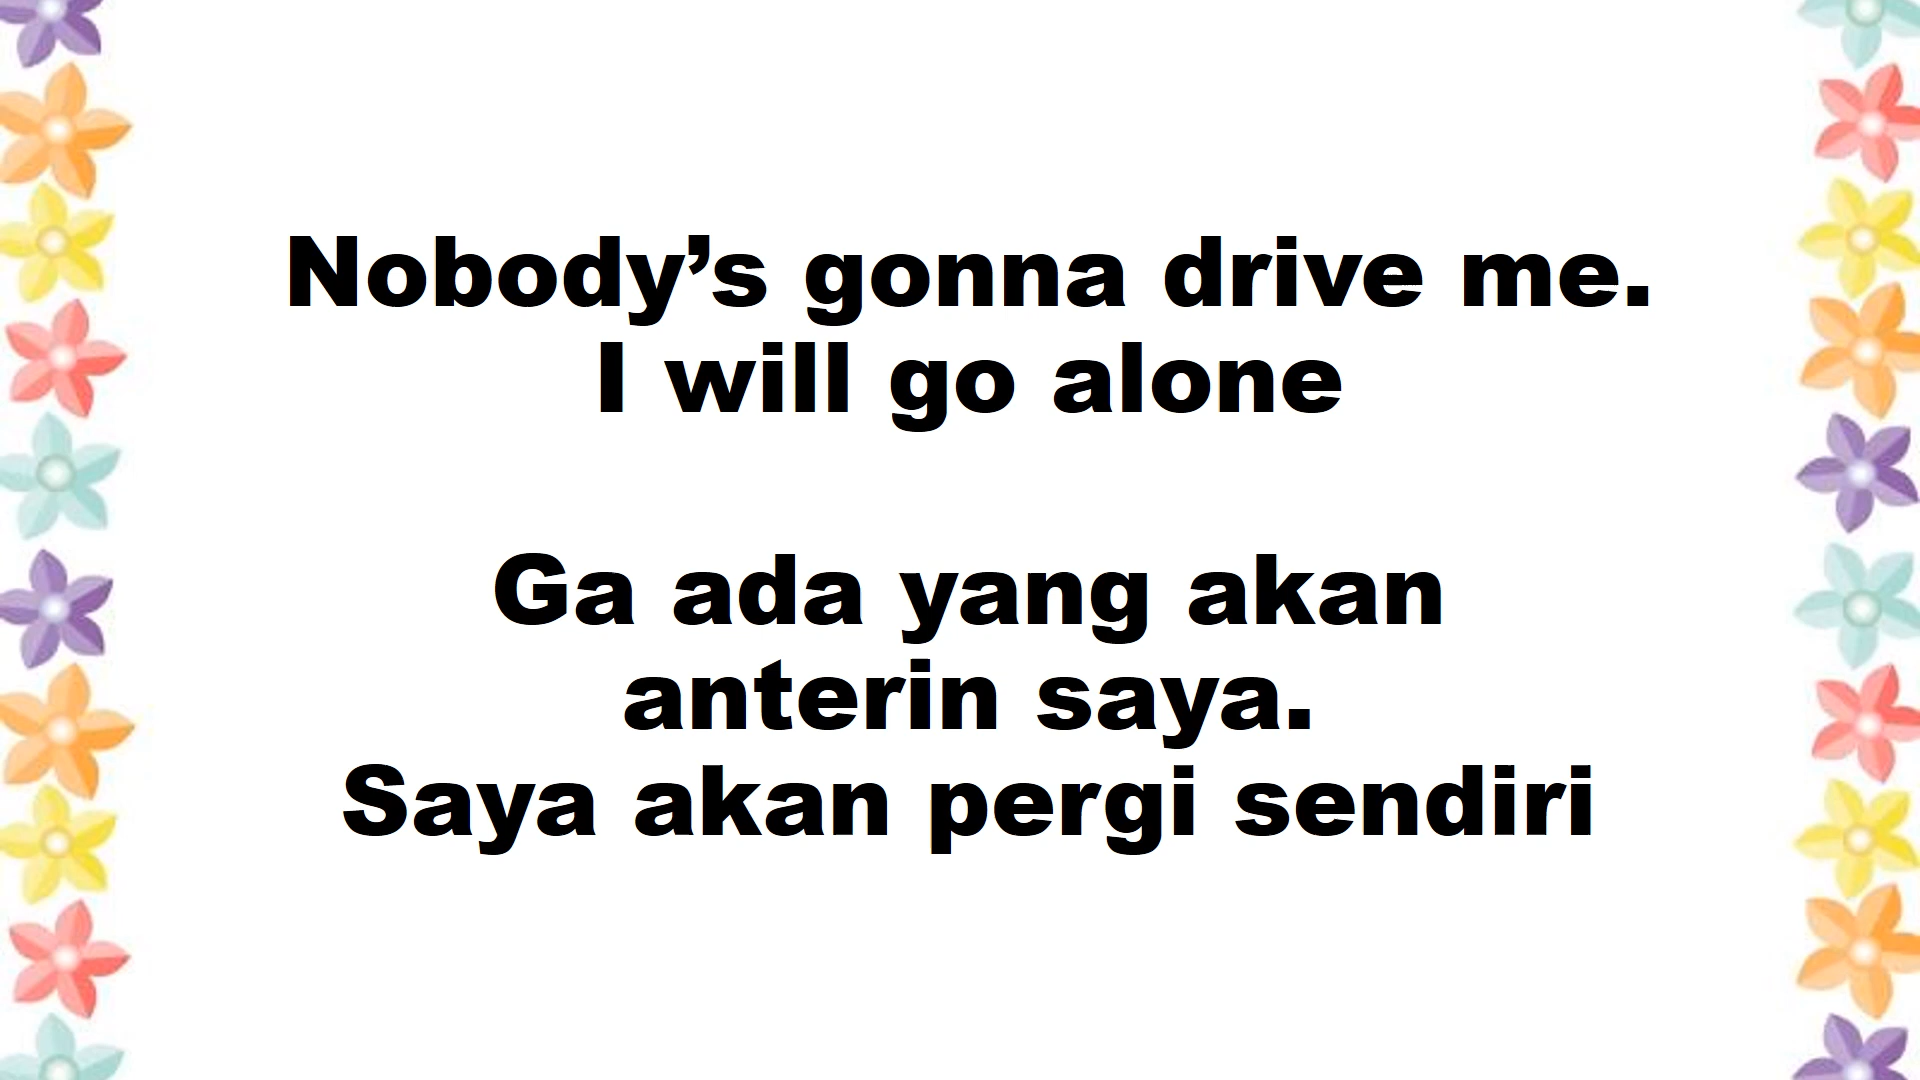 Nobody’s gonna drive me.
I will go alone
Ga ada yang akan
anterin saya.
Saya akan pergi sendiri